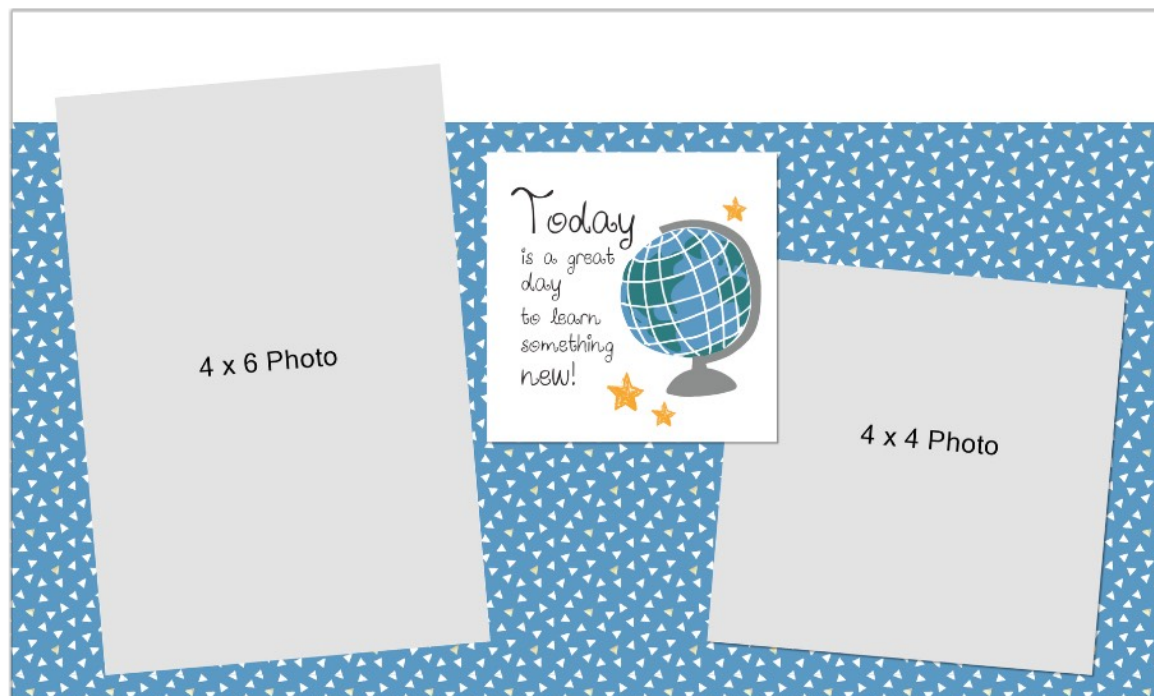 4 x 6 Photo
Today
is a great
day
to learn
something
new!
4 x 4 Photo